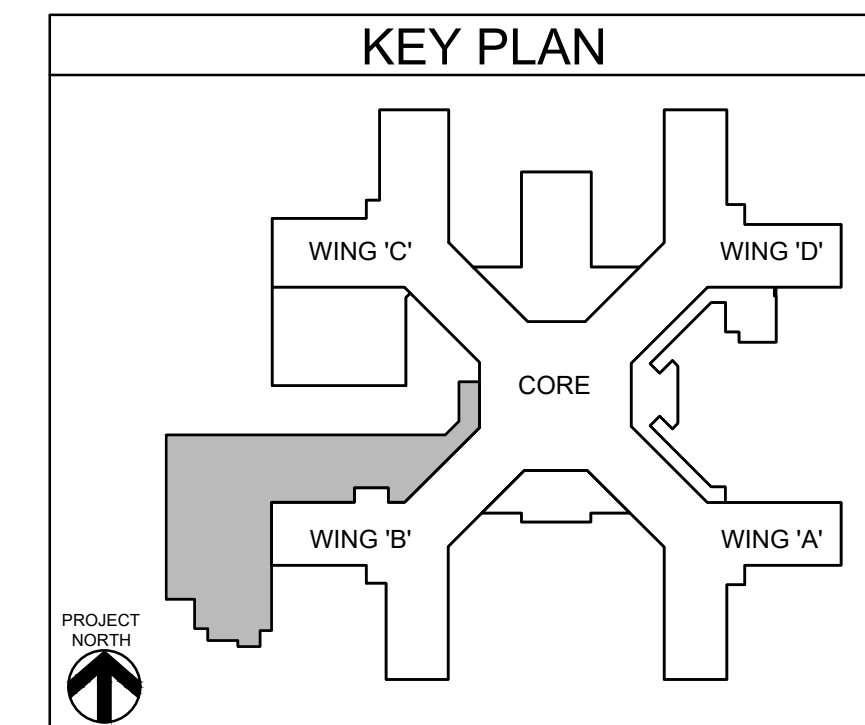 KEY PLAN
WING 'C'
WING 'D'
CORE
WING 'B'
WING 'A'
PROJECT
NORTH